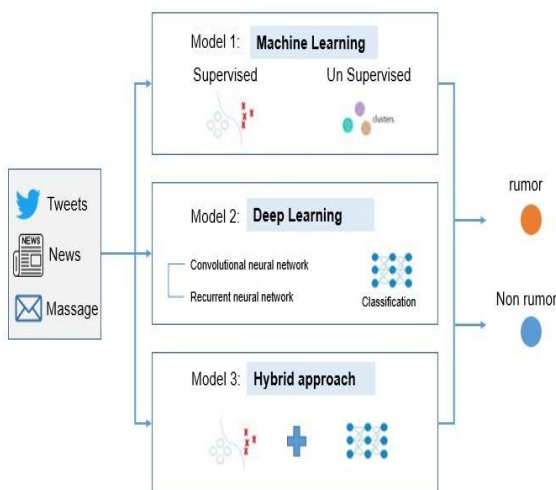 Model 1: Machine Learning
Supervised Un Supervised
clusters
Tweets
NEWS
News
Massage
Model 2: Deep Learning
Convolutional neural network
Recurrent neural network
Classification
Model 3: Hybrid approach
rumor
Non rumor